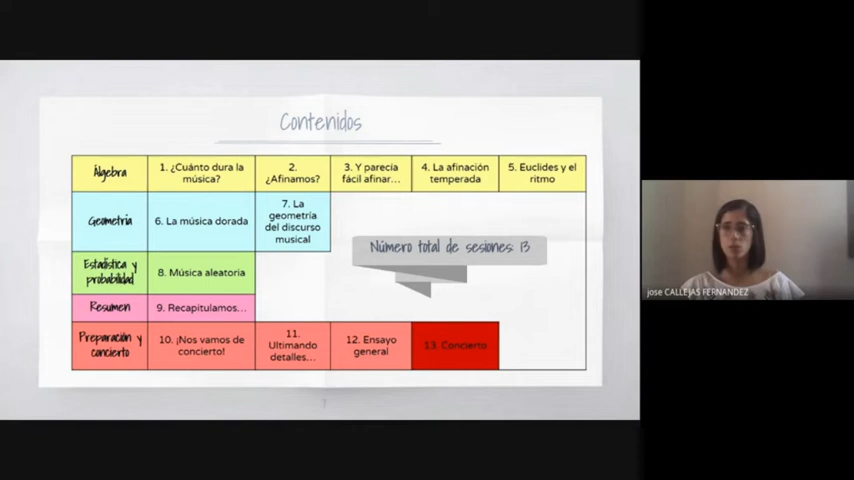 Contenidos
Álgebra
1. ¿Cuánto dura la
música?
2.
¿Afinamos?
3. Y parecía
fácil afinar...
4. La afinación
temperada
5. Euclides y el
ritmo
Geometría
6. La música dorada
7. La
geometría
del discurso
musical
Número total de sesiones: 13
Estadística y
probabilidad
8. Música aleatoria
Resumen
9. Recapitulamos...
Preparación y
concierto
10. ¡Nos vamos de
concierto!
11.
Ultimando
detalles...
12. Ensayo
general
13. Concierto
7
jose CALLEJAS FERNANDEZ